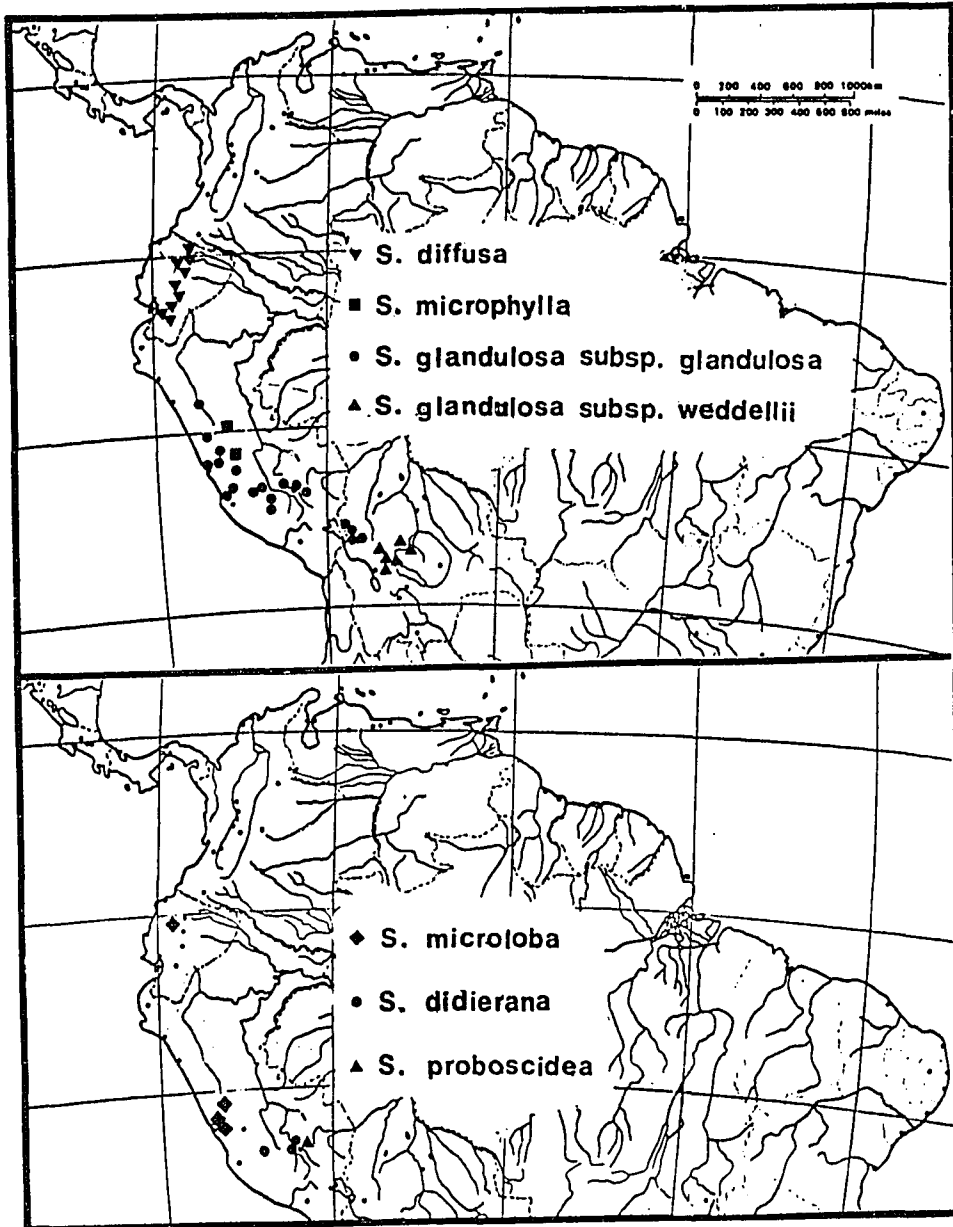 0 200 400 600 800 1000km
0 100 200 300 400 600 800 miles
S. diffusa
S. microphylla
S. glandulosa subsp. glandulosa
S. glandulosa subsp. weddellii
S. microloba
S. didierana
S. proboscidea